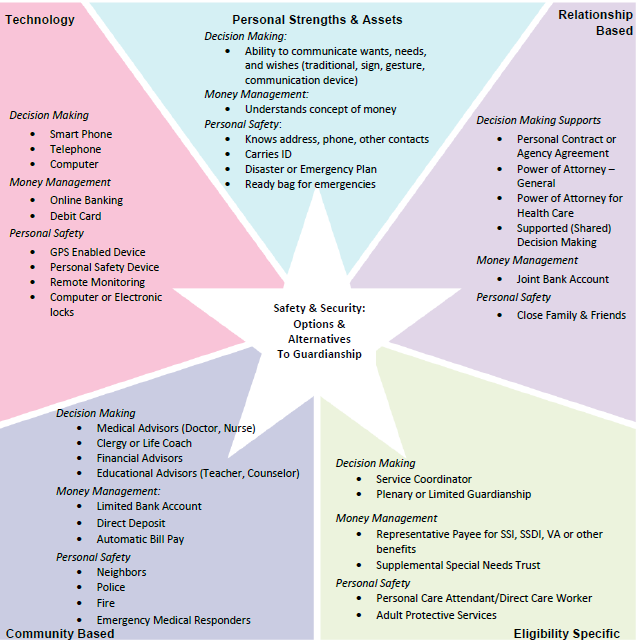 Technology
Decision Making
• Smart Phone
• Telephone
• Computer
Money Management
• Online Banking
• Debit Card
Personal Safety
• GPS Enabled Device
• Personal Safety Device
• Remote Monitoring
• Computer or Electronic
locks
Personal Strengths & Assets
Decision Making:
• Ability to communicate wants, needs,
and wishes (traditional, sign, gesture,
communication device)
Money Management:
• Understands concept of money
Personal Safety:
• Knows address, phone, other contacts
• Carries ID
• Disaster or Emergency Plan
• Ready bag for emergencies
Relationship
Based
Decision Making Supports
• Personal Contract or
Agency Agreement
• Power of Attorney –
General
• Power of Attorney for
Health Care
• Supported (Shared)
Decision Making
Money Management
• Joint Bank Account
Personal Safety
• Close Family & Friends
Safety & Security:
Options &
Alternatives
To Guardianship
Decision Making
• Medical Advisors (Doctor, Nurse)
• Clergy or Life Coach
• Financial Advisors
• Educational Advisors (Teacher, Counselor)
Money Management:
• Limited Bank Account
• Direct Deposit
• Automatic Bill Pay
Personal Safety
• Neighbors
• Police
• Fire
• Emergency Medical Responders
Community Based
Decision Making
• Service Coordinator
• Plenary or Limited Guardianship
Money Management
• Representative Payee for SSI, SSDI, VA or other
benefits
• Supplemental Special Needs Trust
Personal Safety
• Personal Care Attendant/Direct Care Worker
• Adult Protective Services
Eligibility Specific